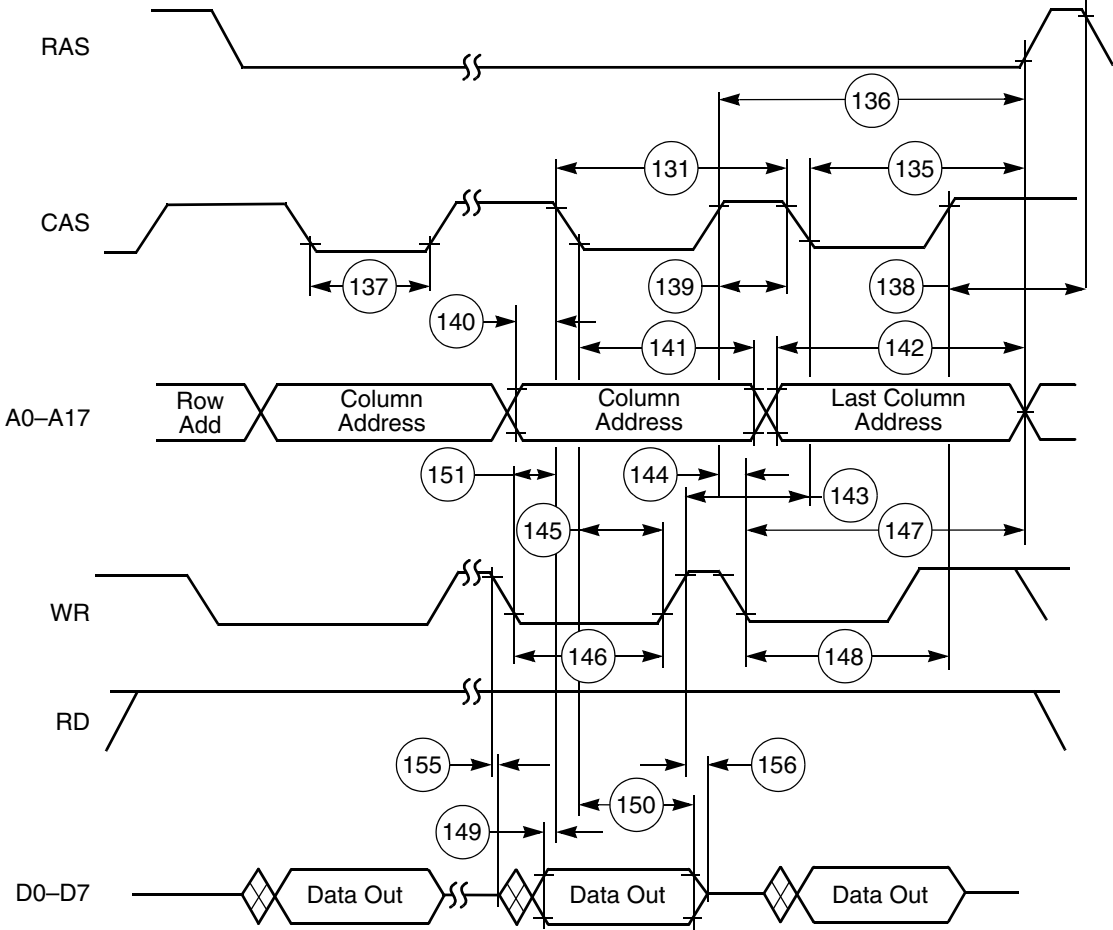 RAS
136
131
135
CAS
137
139
138
140
141
142
A0–A17
Row
Add
Column
Address
Column
Address
Last Column
Address
151
144
143
145
147
WR
146
148
RD
155
156
150
149
D0–D7
Data Out
Data Out
Data Out